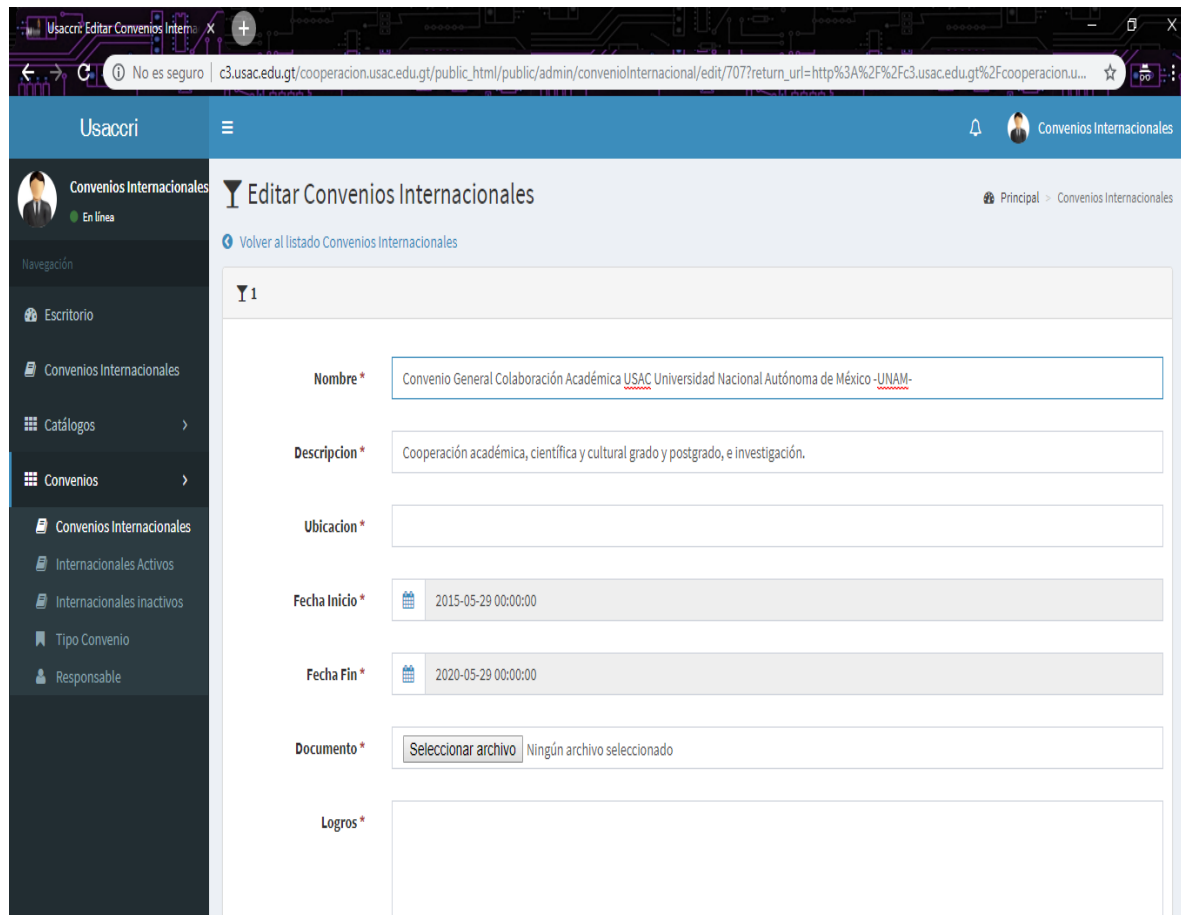 Usaccri: Editar Convenios Interna
No es seguro | c3.usac.edu.gt/cooperacion.usac.edu.gt/public_html/public/admin/convenioInternacional/edit/707?return_url=http%3A%2F%2Fc3.usac.edu.gt%2Fcooperacion.u...
Usaccri
Convenios Internacionales
Convenios Internacionales
En línea
Navegación
Escritorio
Convenios Internacionales
Catálogos
Convenios
Convenios Internacionales
Internacionales Activos
Internacionales inactivos
Tipo Convenio
Responsable
Editar Convenios Internacionales
Principal > Convenios Internacionales
Volver al listado Convenios Internacionales
1
Nombre * Convenio General Colaboración Académica USAC Universidad Nacional Autónoma de México -UNAM-
Descripcion * Cooperación académica, científica y cultural grado y postgrado, e investigación.
Ubicacion *
Fecha Inicio * 2015-05-29 00:00:00
Fecha Fin * 2020-05-29 00:00:00
Documento * Seleccionar archivo Ningún archivo seleccionado
Logros *